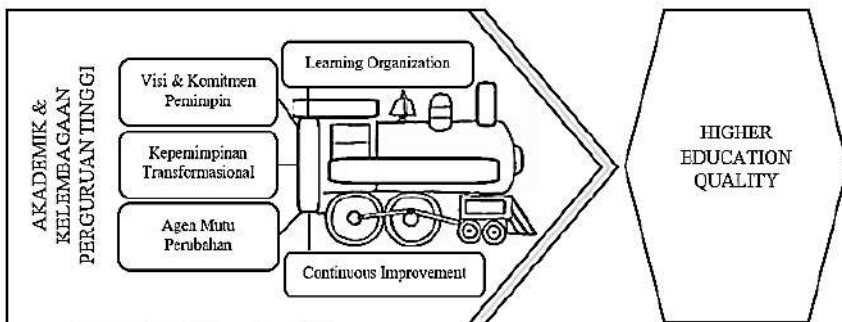 AKADEMIK &
KELEMBAGAAN
PERGURUAN TINGGI
Visi & Komitmen
Pemimpin
Kepemimpinan
Transformasional
Agen Mutu
Perubahan
Learning Organization
Continuous Improvement
HIGHER
EDUCATION
QUALITY